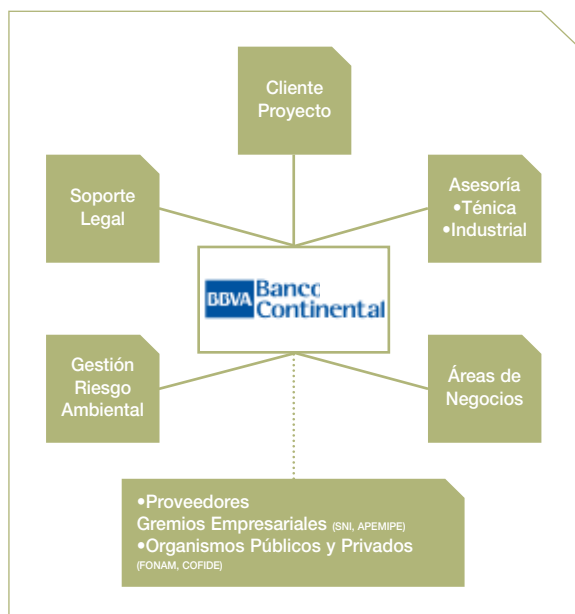 Cliente
Proyecto
Soporte
Legal
Asesoría
•Ténica
•Industrial
BBVA Banco
Continental
Gestión
Riesgo
Ambiental
Áreas de
Negocios
•Proveedores
Gremios Empresariales (SNI, APEMIPE)
•Organismos Públicos y Privados
(FONAM, COFIDE)